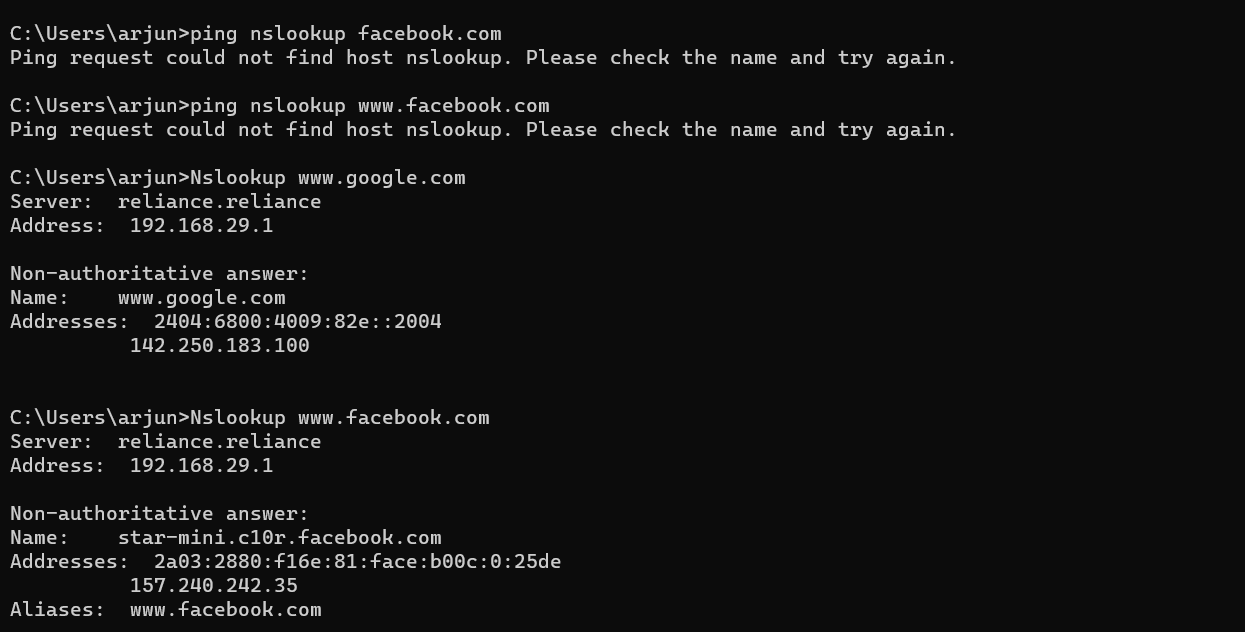 C:\Users\arjun>ping nslookup facebook.com
Ping request could not find host nslookup. Please check the name and try again.
C:\Users\arjun>ping nslookup www.facebook.com
Ping request could not find host nslookup. Please check the name and try again.
C:\Users\arjun>Nslookup www.google.com
Server:  reliance.reliance
Address:  192.168.29.1
Non-authoritative answer:
Name:    www.google.com
Addresses:  2404:6800:4009:82e::2004
          142.250.183.100
C:\Users\arjun>Nslookup www.facebook.com
Server:  reliance.reliance
Address:  192.168.29.1
Non-authoritative answer:
Name:    star-mini.c10r.facebook.com
Addresses:  2a03:2880:f16e:81:face:b00c:0:25de
          157.240.242.35
Aliases:  www.facebook.com